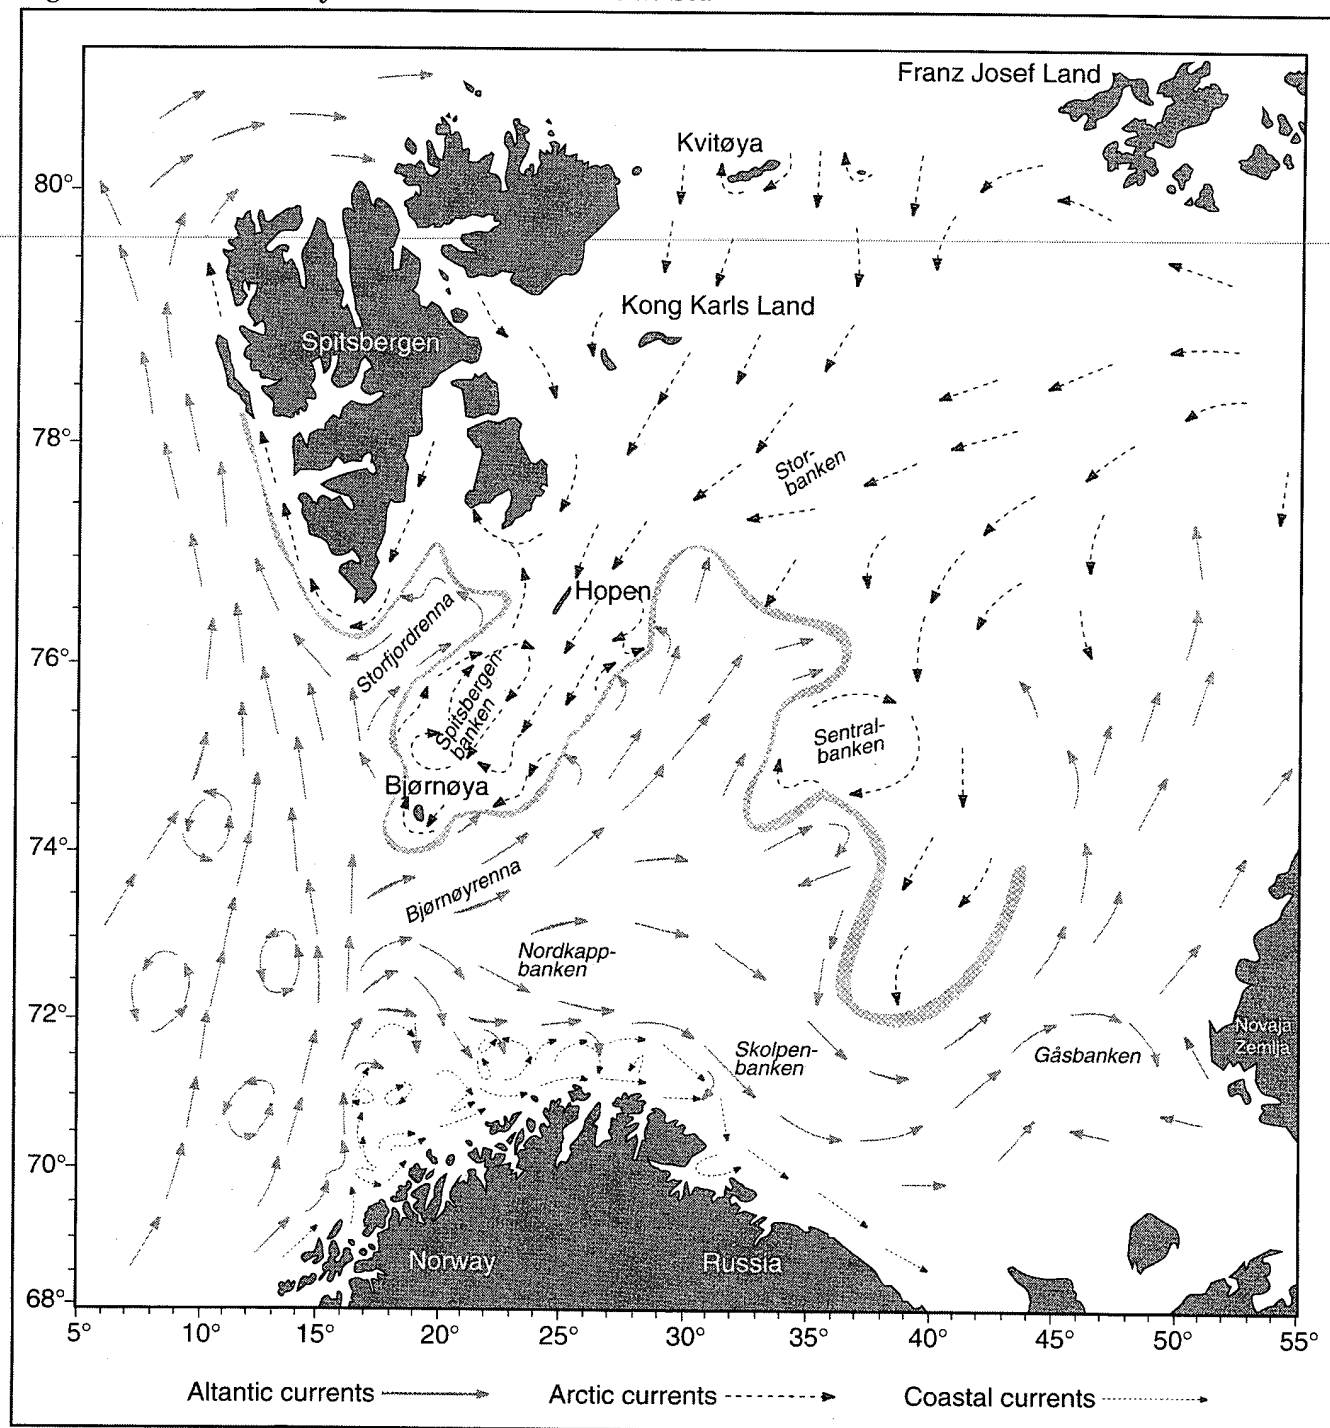 Franz Josef Land
Kvitøya
80°
Kong Karls Land
Spitsbergen
78°
Stor-
banken
Hopen
Storfjordrenna
76°
Spitsbergen-
banken
Sentral-
banken
Bjørnøya
74°
Bjørnøyrenna
Nordkapp-
banken
72°
Novaja
Zemlja
Skolpen-
banken
Gåsbanken
70°
Norway
Russia
68°
5° 10° 15° 20° 25° 30° 35° 40° 45° 50° 55°
Altantic currents
Arctic currents
Coastal currents